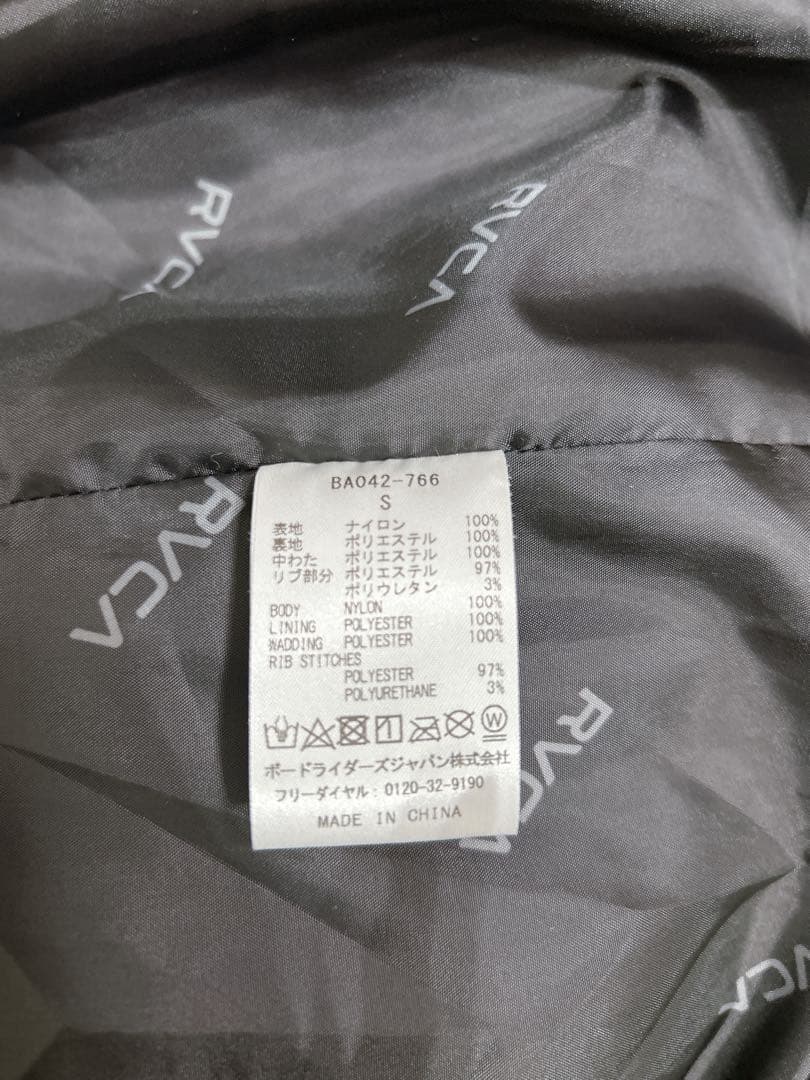 RVCA
RVCA
RVCA
BA042-766
S
表地 ナイロン 100%
裏地 ポリエステル 100%
中わた ポリエステル 100%
リブ部分 ポリエステル 97%
ポリウレタン 3%
BODY NYLON 100%
LINING POLYESTER 100%
WADDING POLYESTER 100%
RIB STITCHES
POLYESTER 97%
POLYURETHANE 3%
W
ボードライダーズジャパン株式会社
フリーダイヤル：0120-32-9190
MADE IN CHINA
RVCA
RVCA